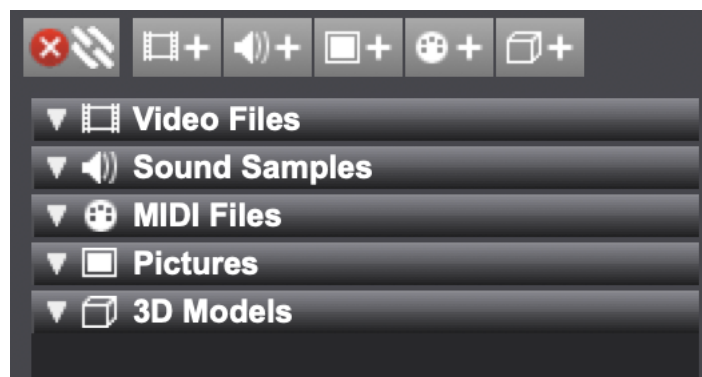 Video Files
Sound Samples
MIDI Files
Pictures
3D Models